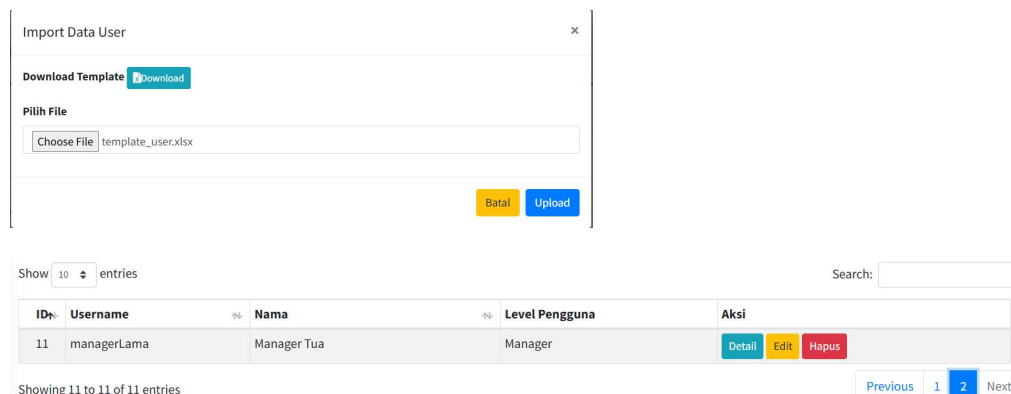 Import Data User ×
Download Template Download
Pilih File
Choose File template_user.xlsx
Batal Upload
Show 10 entries Search:
ID Username Nama Level Pengguna Aksi
11 managerLama Manager Tua Manager Detail Edit Hapus
Showing 11 to 11 of 11 entries Previous 1 2 Next